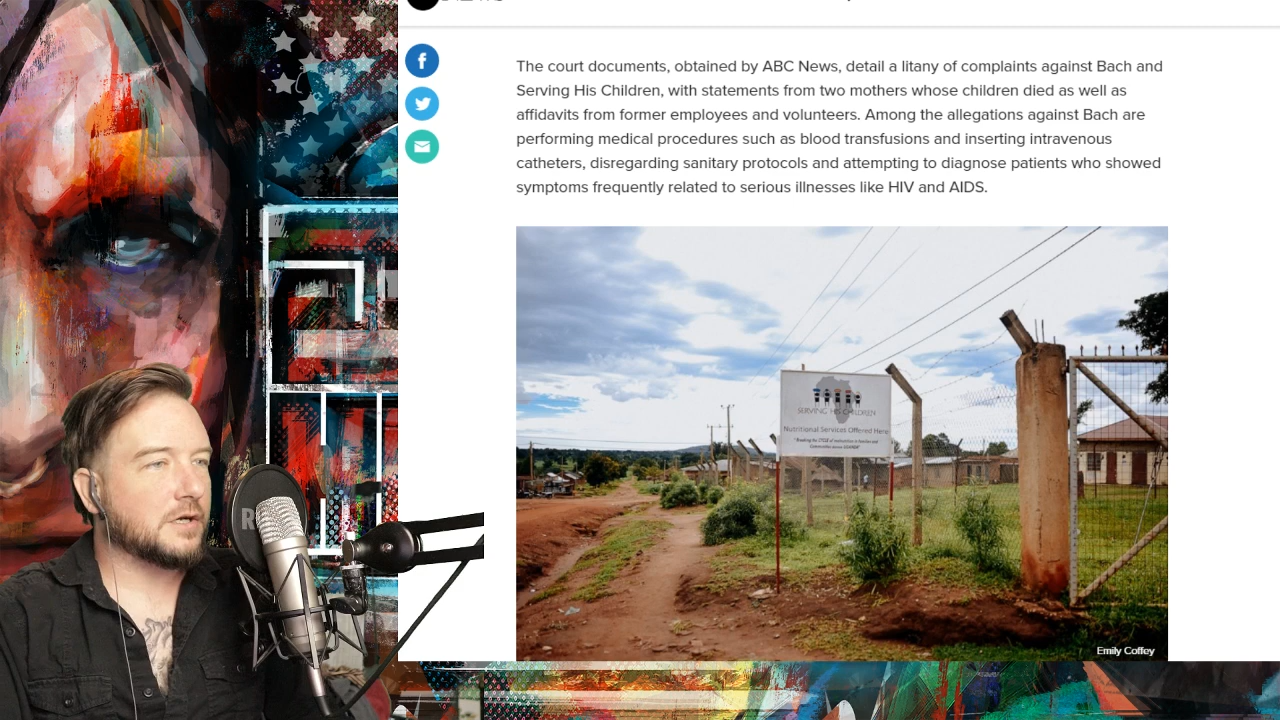 The court documents, obtained by ABC News, detail a litany of complaints against Bach and
Serving His Children, with statements from two mothers whose children died as well as
affidavits from former employees and volunteers. Among the allegations against Bach are
performing medical procedures such as blood transfusions and inserting intravenous
catheters, disregarding sanitary protocols and attempting to diagnose patients who showed
symptoms frequently related to serious illnesses like HIV and AIDS.
SERVING HIS CHILDREN
Nutritional Services Offered Here
Emily Coffey